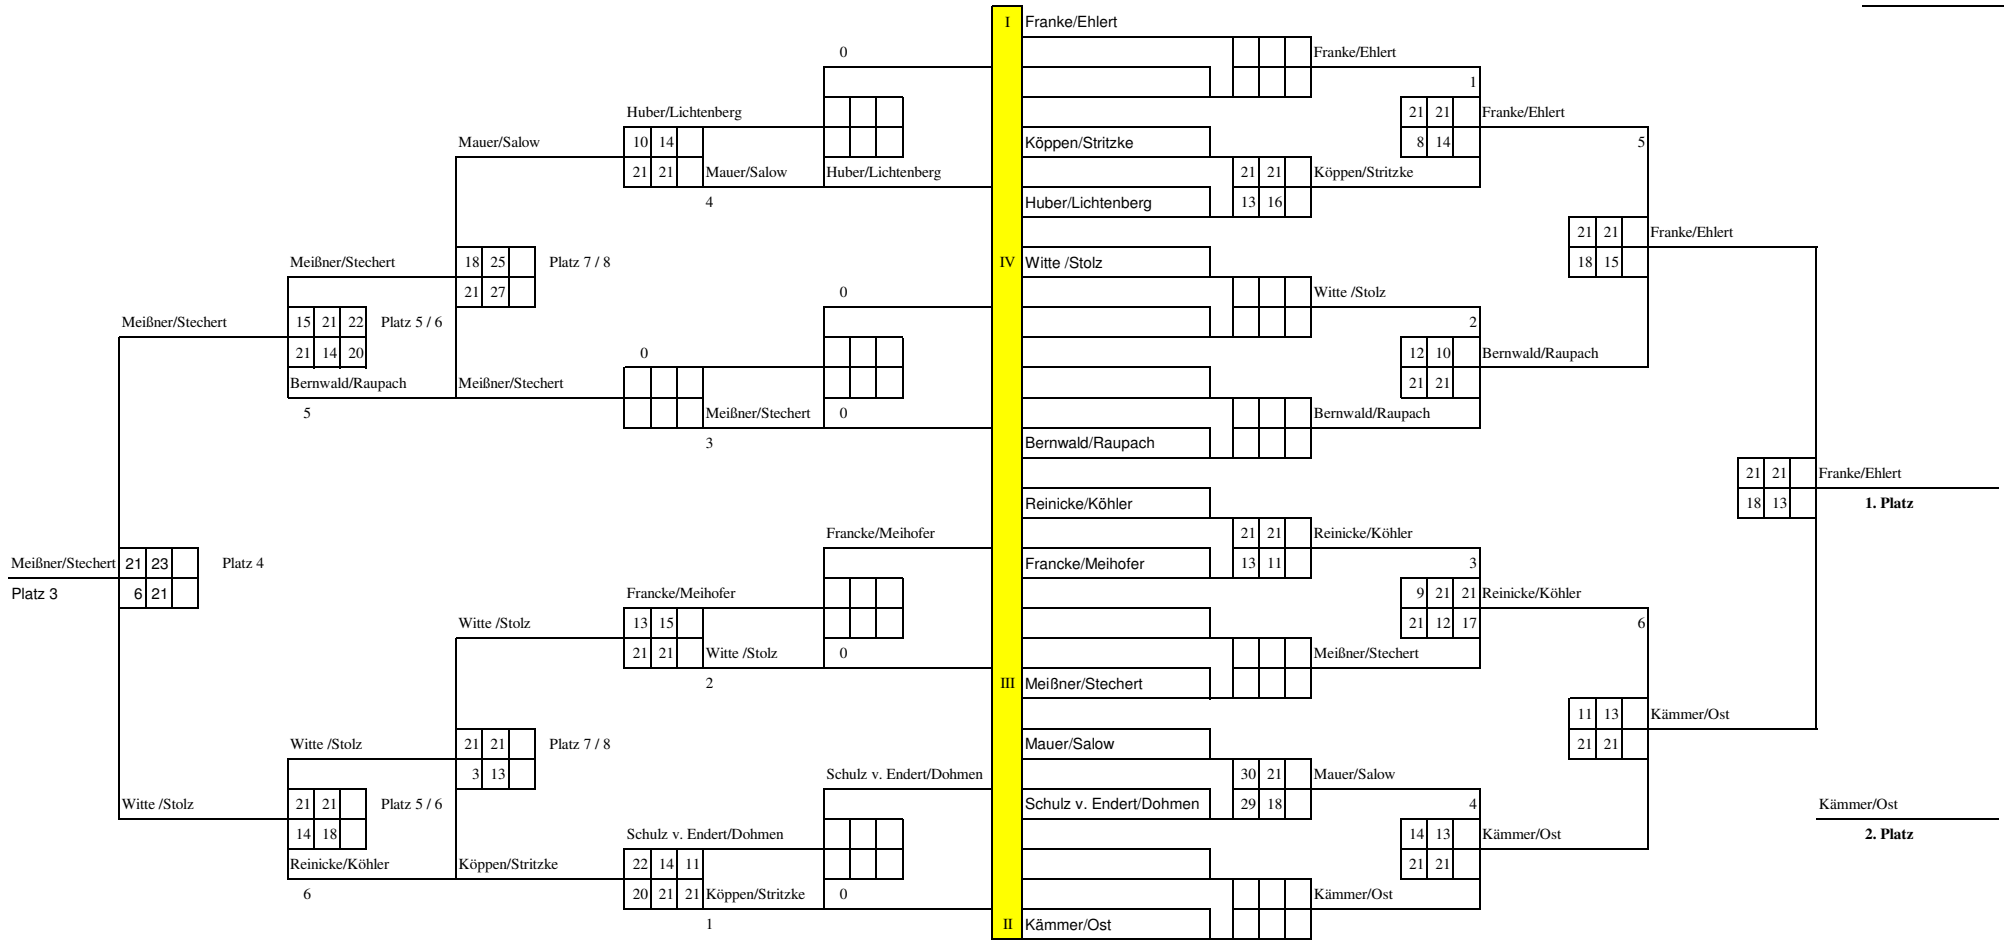 I Franke/Ehlert
0 Franke/Ehlert
1
Huber/Lichtenberg 21 21 Franke/Ehlert
Mauer/Salow 10 14 Köppen/Stritzke 8 14 5
21 21 Mauer/Salow Huber/Lichtenberg 21 21 Köppen/Stritzke
4 Huber/Lichtenberg 13 16
21 21 Franke/Ehlert
Meißner/Stechert 18 25 Platz 7 / 8 IV Witte /Stolz 18 15
21 27 0 Witte /Stolz
Meißner/Stechert 15 21 22 Platz 5 / 6 2
21 14 20 0 12 10 Bernwald/Raupach
Bernwald/Raupach Meißner/Stechert 21 21
5 Meißner/Stechert 0 Bernwald/Raupach
3 Bernwald/Raupach
21 21 Franke/Ehlert
Reinicke/Köhler 18 13 1. Platz
Francke/Meihofer 21 21 Reinicke/Köhler
Meißner/Stechert 21 23 Platz 4 Francke/Meihofer 13 11 3
Platz 3 6 21 Francke/Meihofer 9 21 21 Reinicke/Köhler
Witte /Stolz 13 15 21 12 17 6
21 21 Witte /Stolz 0 Meißner/Stechert
2 III Meißner/Stechert
11 13 Kämmer/Ost
Witte /Stolz 21 21 Platz 7 / 8 Mauer/Salow 21 21
3 13 Schulz v. Endert/Dohmen 30 21 Mauer/Salow
Witte /Stolz 21 21 Platz 5 / 6 Schulz v. Endert/Dohmen 29 18 4 Kämmer/Ost
14 18 Schulz v. Endert/Dohmen 14 13 Kämmer/Ost 2. Platz
Reinicke/Köhler Köppen/Stritzke 22 14 11 21 21
6 20 21 21 Köppen/Stritzke 0 Kämmer/Ost
1 II Kämmer/Ost